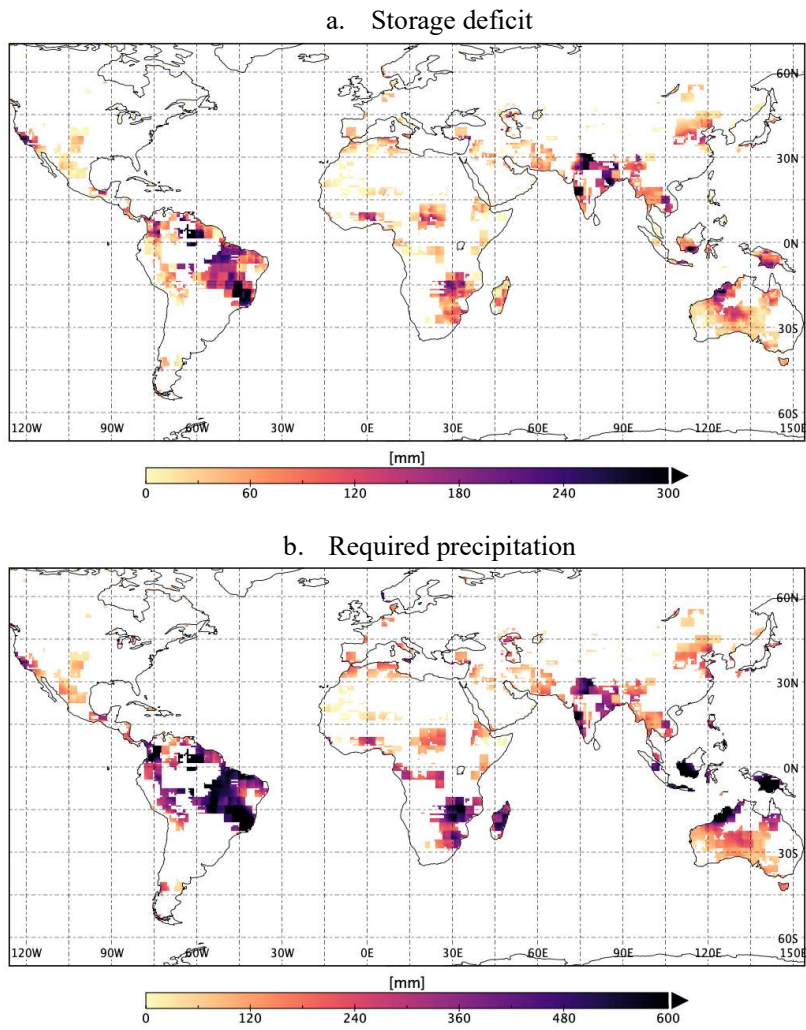 a. Storage deficit
60N
30N
0N
30S
60S
120W 90W 60W 30W 0E 30E 60E 90E 120E 150E
[mm]
0 60 120 180 240 300
b. Required precipitation
60N
30N
0N
30S
60S
120W 90W 60W 30W 0E 30E 60E 90E 120E 150E
[mm]
0 120 240 360 480 600